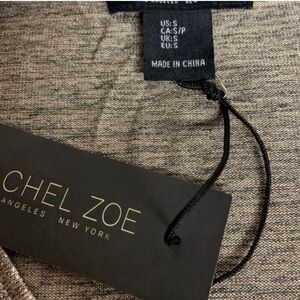 US:S
CA:S/P
UK:S
EU:S
MADE IN CHINA
CHEL ZOE
ANGELES NEW YORK